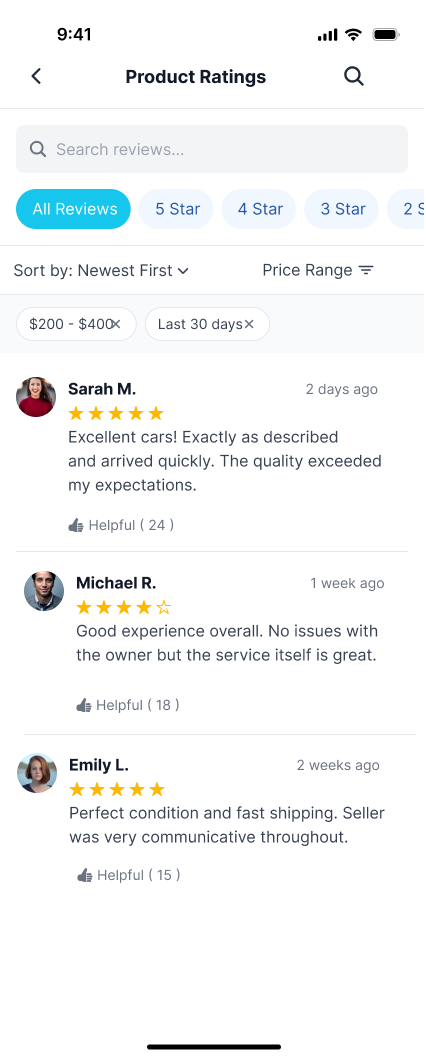 9:41
Product Ratings
Search reviews...
All Reviews 5 Star 4 Star 3 Star 2 S
Sort by: Newest First Price Range
$200 - $400 Last 30 days
Sarah M. 2 days ago
Excellent cars! Exactly as described
and arrived quickly. The quality exceeded
my expectations.
Helpful ( 24 )
Michael R. 1 week ago
Good experience overall. No issues with
the owner but the service itself is great.
Helpful ( 18 )
Emily L. 2 weeks ago
Perfect condition and fast shipping. Seller
was very communicative throughout.
Helpful ( 15 )